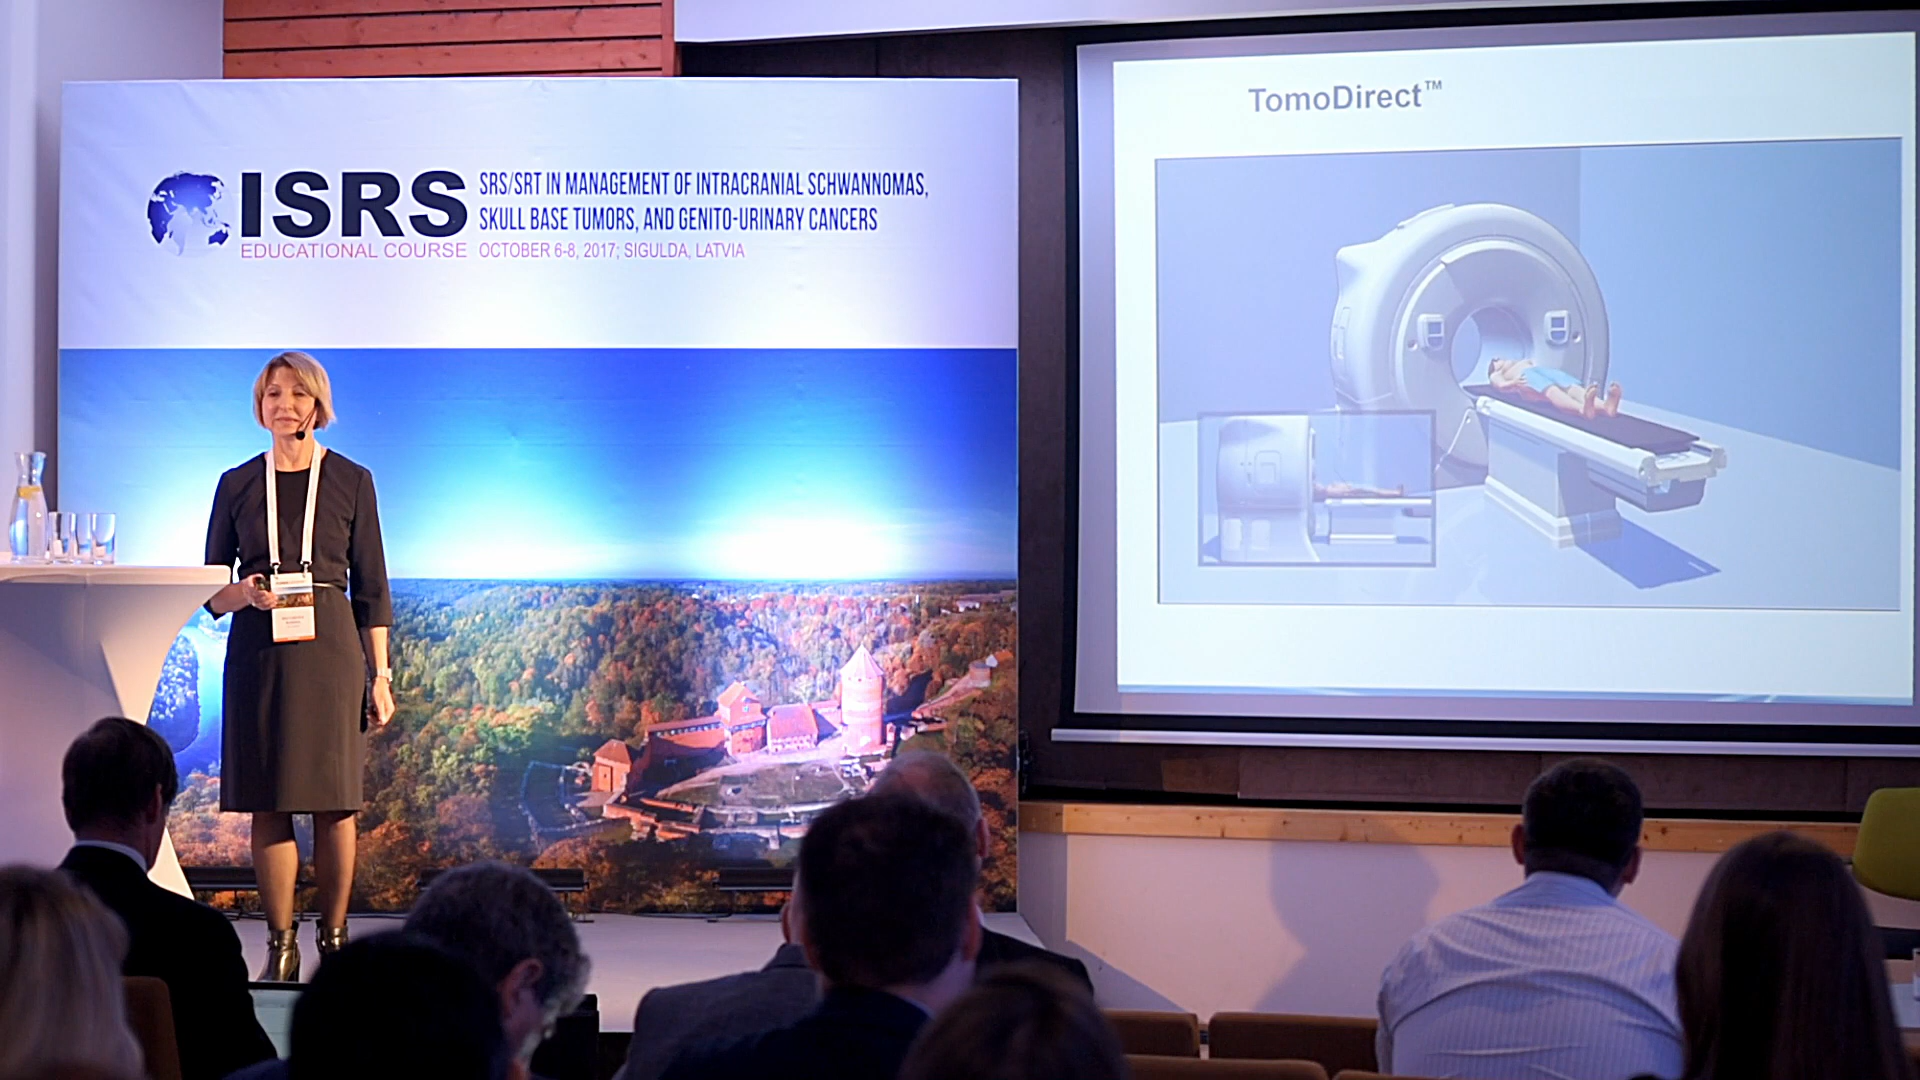 ISRS
EDUCATIONAL COURSE
SRS/SRT IN MANAGEMENT OF INTRACRANIAL SCHWANNOMAS,
SKULL BASE TUMORS, AND GENITO-URINARY CANCERS
OCTOBER 6-8, 2017; SIGULDA, LATVIA
TomoDirect™